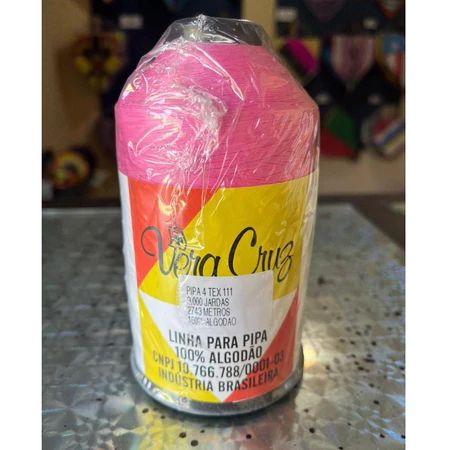 Vera Cruz
PIPA 4 TEX 111
3.000 JARDAS
2743 METROS
100% ALGODAO
LINHA PARA PIPA
100% ALGODÃO
CNPJ 10.766.788/0001-03
INDÚSTRIA BRASILEIRA